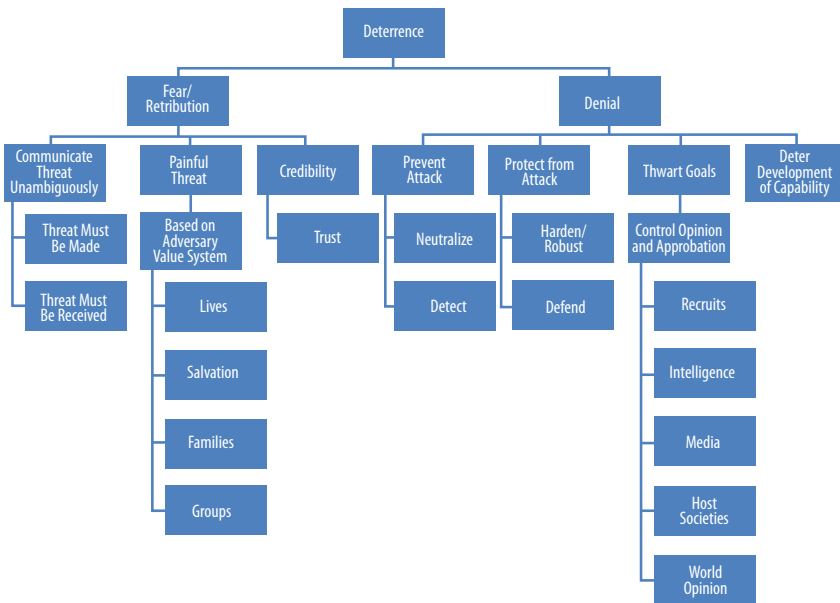 Deterrence
Fear/
Retribution
Denial
Communicate
Threat
Unambiguously
Painful
Threat
Credibility
Prevent
Attack
Protect from
Attack
Thwart Goals
Deter
Development
of Capability
Threat Must
Be Made
Based on
Adversary
Value System
Trust
Neutralize
Harden/
Robust
Control Opinion
and Approbation
Threat Must
Be Received
Lives
Detect
Defend
Recruits
Salvation
Intelligence
Families
Media
Groups
Host
Societies
World
Opinion